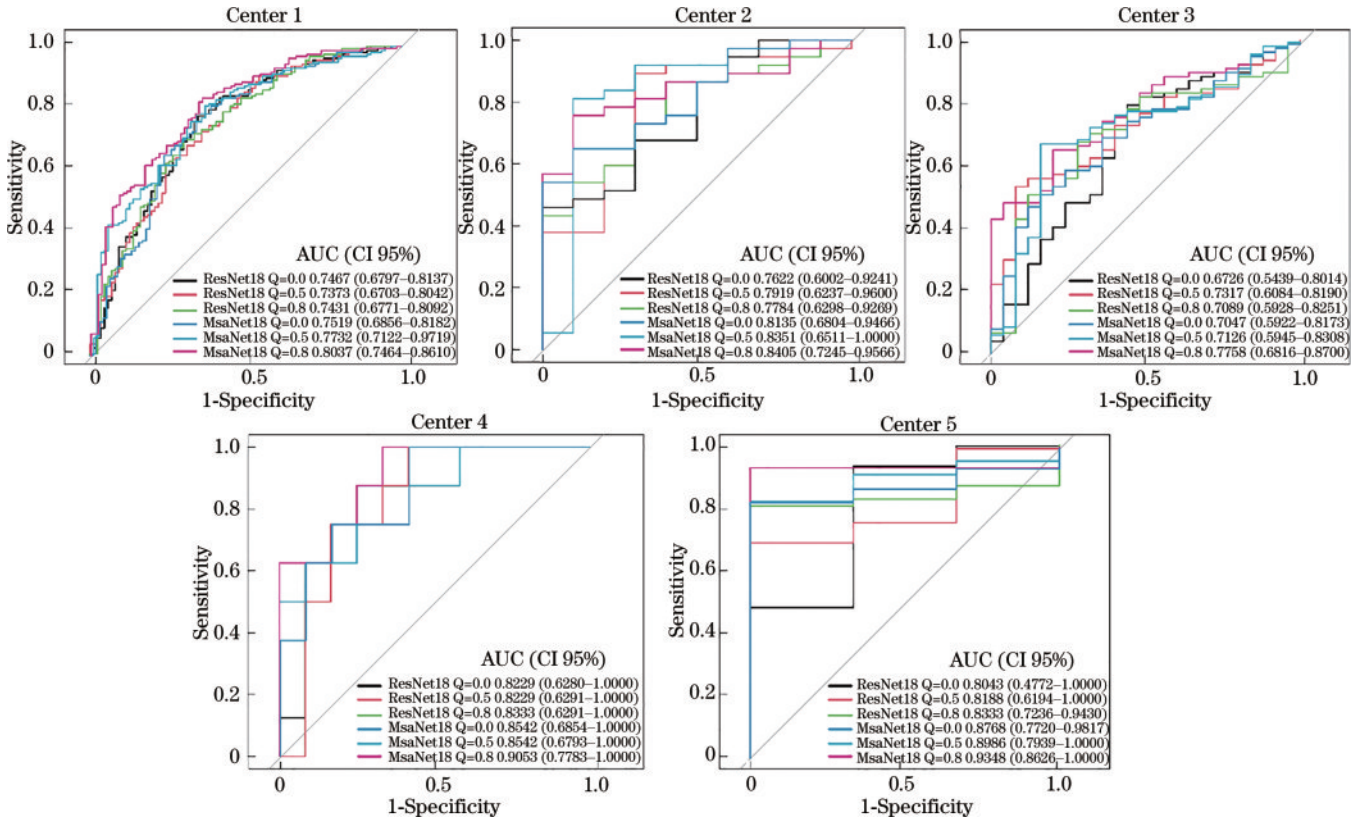 Center 1
1.0
0.8
0.6
0.4
0.2
0
Sensitivity
AUC (CI 95%)
ResNet18 Q=0.0 0.7467 (0.6797–0.8137)
ResNet18 Q=0.5 0.7373 (0.6703–0.8042)
ResNet18 Q=0.8 0.7431 (0.6771–0.8092)
MsaNet18 Q=0.0 0.7519 (0.6856–0.8182)
MsaNet18 Q=0.5 0.7732 (0.7122–0.9719)
MsaNet18 Q=0.8 0.8037 (0.7464–0.8610)
0 0.5 1.0
1-Specificity
Center 2
1.0
0.8
0.6
0.4
0.2
0
Sensitivity
AUC (CI 95%)
ResNet18 Q=0.0 0.7622 (0.6002–0.9241)
ResNet18 Q=0.5 0.7919 (0.6237–0.9600)
ResNet18 Q=0.8 0.7784 (0.6298–0.9269)
MsaNet18 Q=0.0 0.8135 (0.6804–0.9466)
MsaNet18 Q=0.5 0.8351 (0.6511–1.0000)
MsaNet18 Q=0.8 0.8405 (0.7245–0.9566)
0 0.5 1.0
1-Specificity
Center 3
1.0
0.8
0.6
0.4
0.2
0
Sensitivity
AUC (CI 95%)
ResNet18 Q=0.0 0.6726 (0.5439–0.8014)
ResNet18 Q=0.5 0.7317 (0.6084–0.8190)
ResNet18 Q=0.8 0.7089 (0.5928–0.8251)
MsaNet18 Q=0.0 0.7047 (0.5922–0.8173)
MsaNet18 Q=0.5 0.7126 (0.5945–0.8308)
MsaNet18 Q=0.8 0.7758 (0.6816–0.8700)
0 0.5 1.0
1-Specificity
Center 4
1.0
0.8
0.6
0.4
0.2
0
Sensitivity
AUC (CI 95%)
ResNet18 Q=0.0 0.8229 (0.6280–1.0000)
ResNet18 Q=0.5 0.8229 (0.6291–1.0000)
ResNet18 Q=0.8 0.8333 (0.6291–1.0000)
MsaNet18 Q=0.0 0.8542 (0.6854–1.0000)
MsaNet18 Q=0.5 0.8542 (0.6793–1.0000)
MsaNet18 Q=0.8 0.9053 (0.7783–1.0000)
0 0.5 1.0
1-Specificity
Center 5
1.0
0.8
0.6
0.4
0.2
0
Sensitivity
AUC (CI 95%)
ResNet18 Q=0.0 0.8043 (0.4772–1.0000)
ResNet18 Q=0.5 0.8188 (0.6194–1.0000)
ResNet18 Q=0.8 0.8333 (0.7236–0.9430)
MsaNet18 Q=0.0 0.8768 (0.7720–0.9817)
MsaNet18 Q=0.5 0.8986 (0.7939–1.0000)
MsaNet18 Q=0.8 0.9348 (0.8626–1.0000)
0 0.5 1.0
1-Specificity